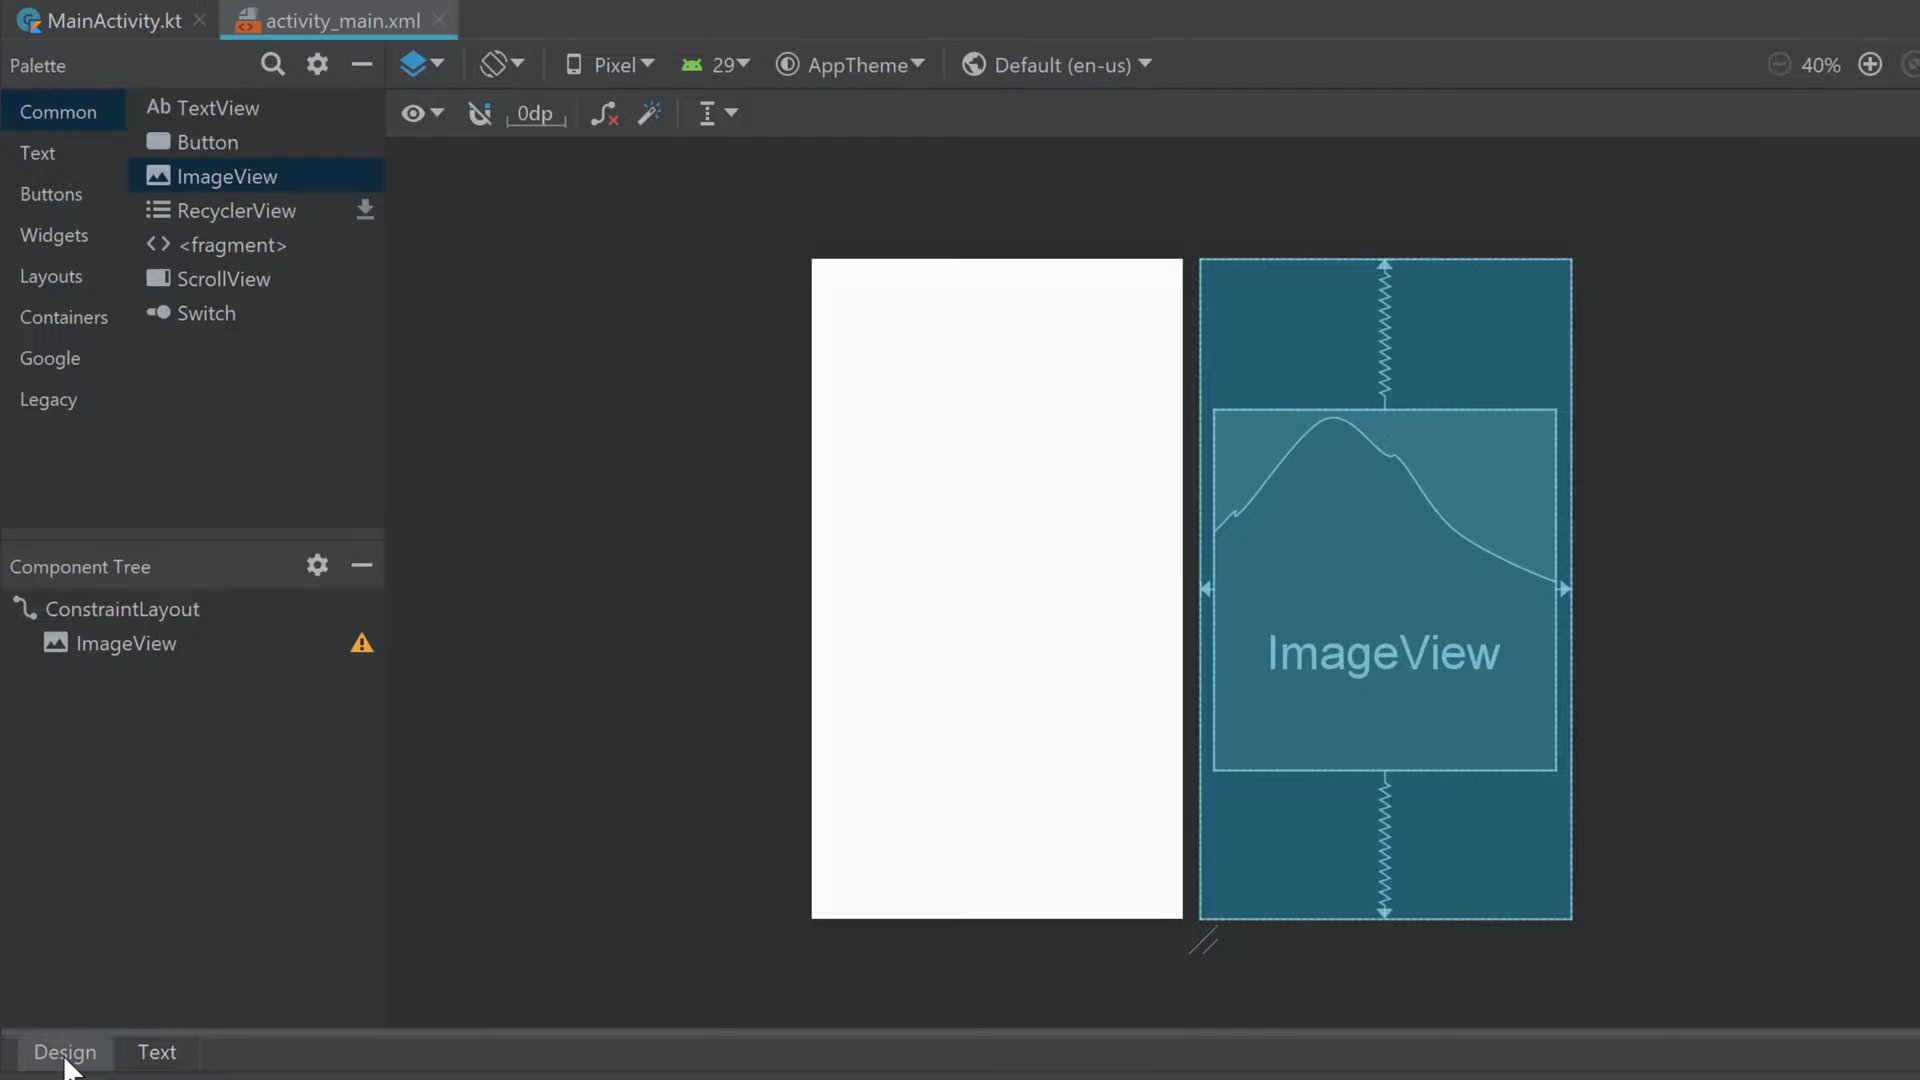 MainActivity.kt
activity_main.xml
Palette
Pixel
29
AppTheme
Default (en-us)
40%
0dp
Common
Text
Buttons
Widgets
Layouts
Containers
Google
Legacy
Ab TextView
Button
ImageView
RecyclerView
<fragment>
ScrollView
Switch
ImageView
Component Tree
ConstraintLayout
ImageView
Design
Text